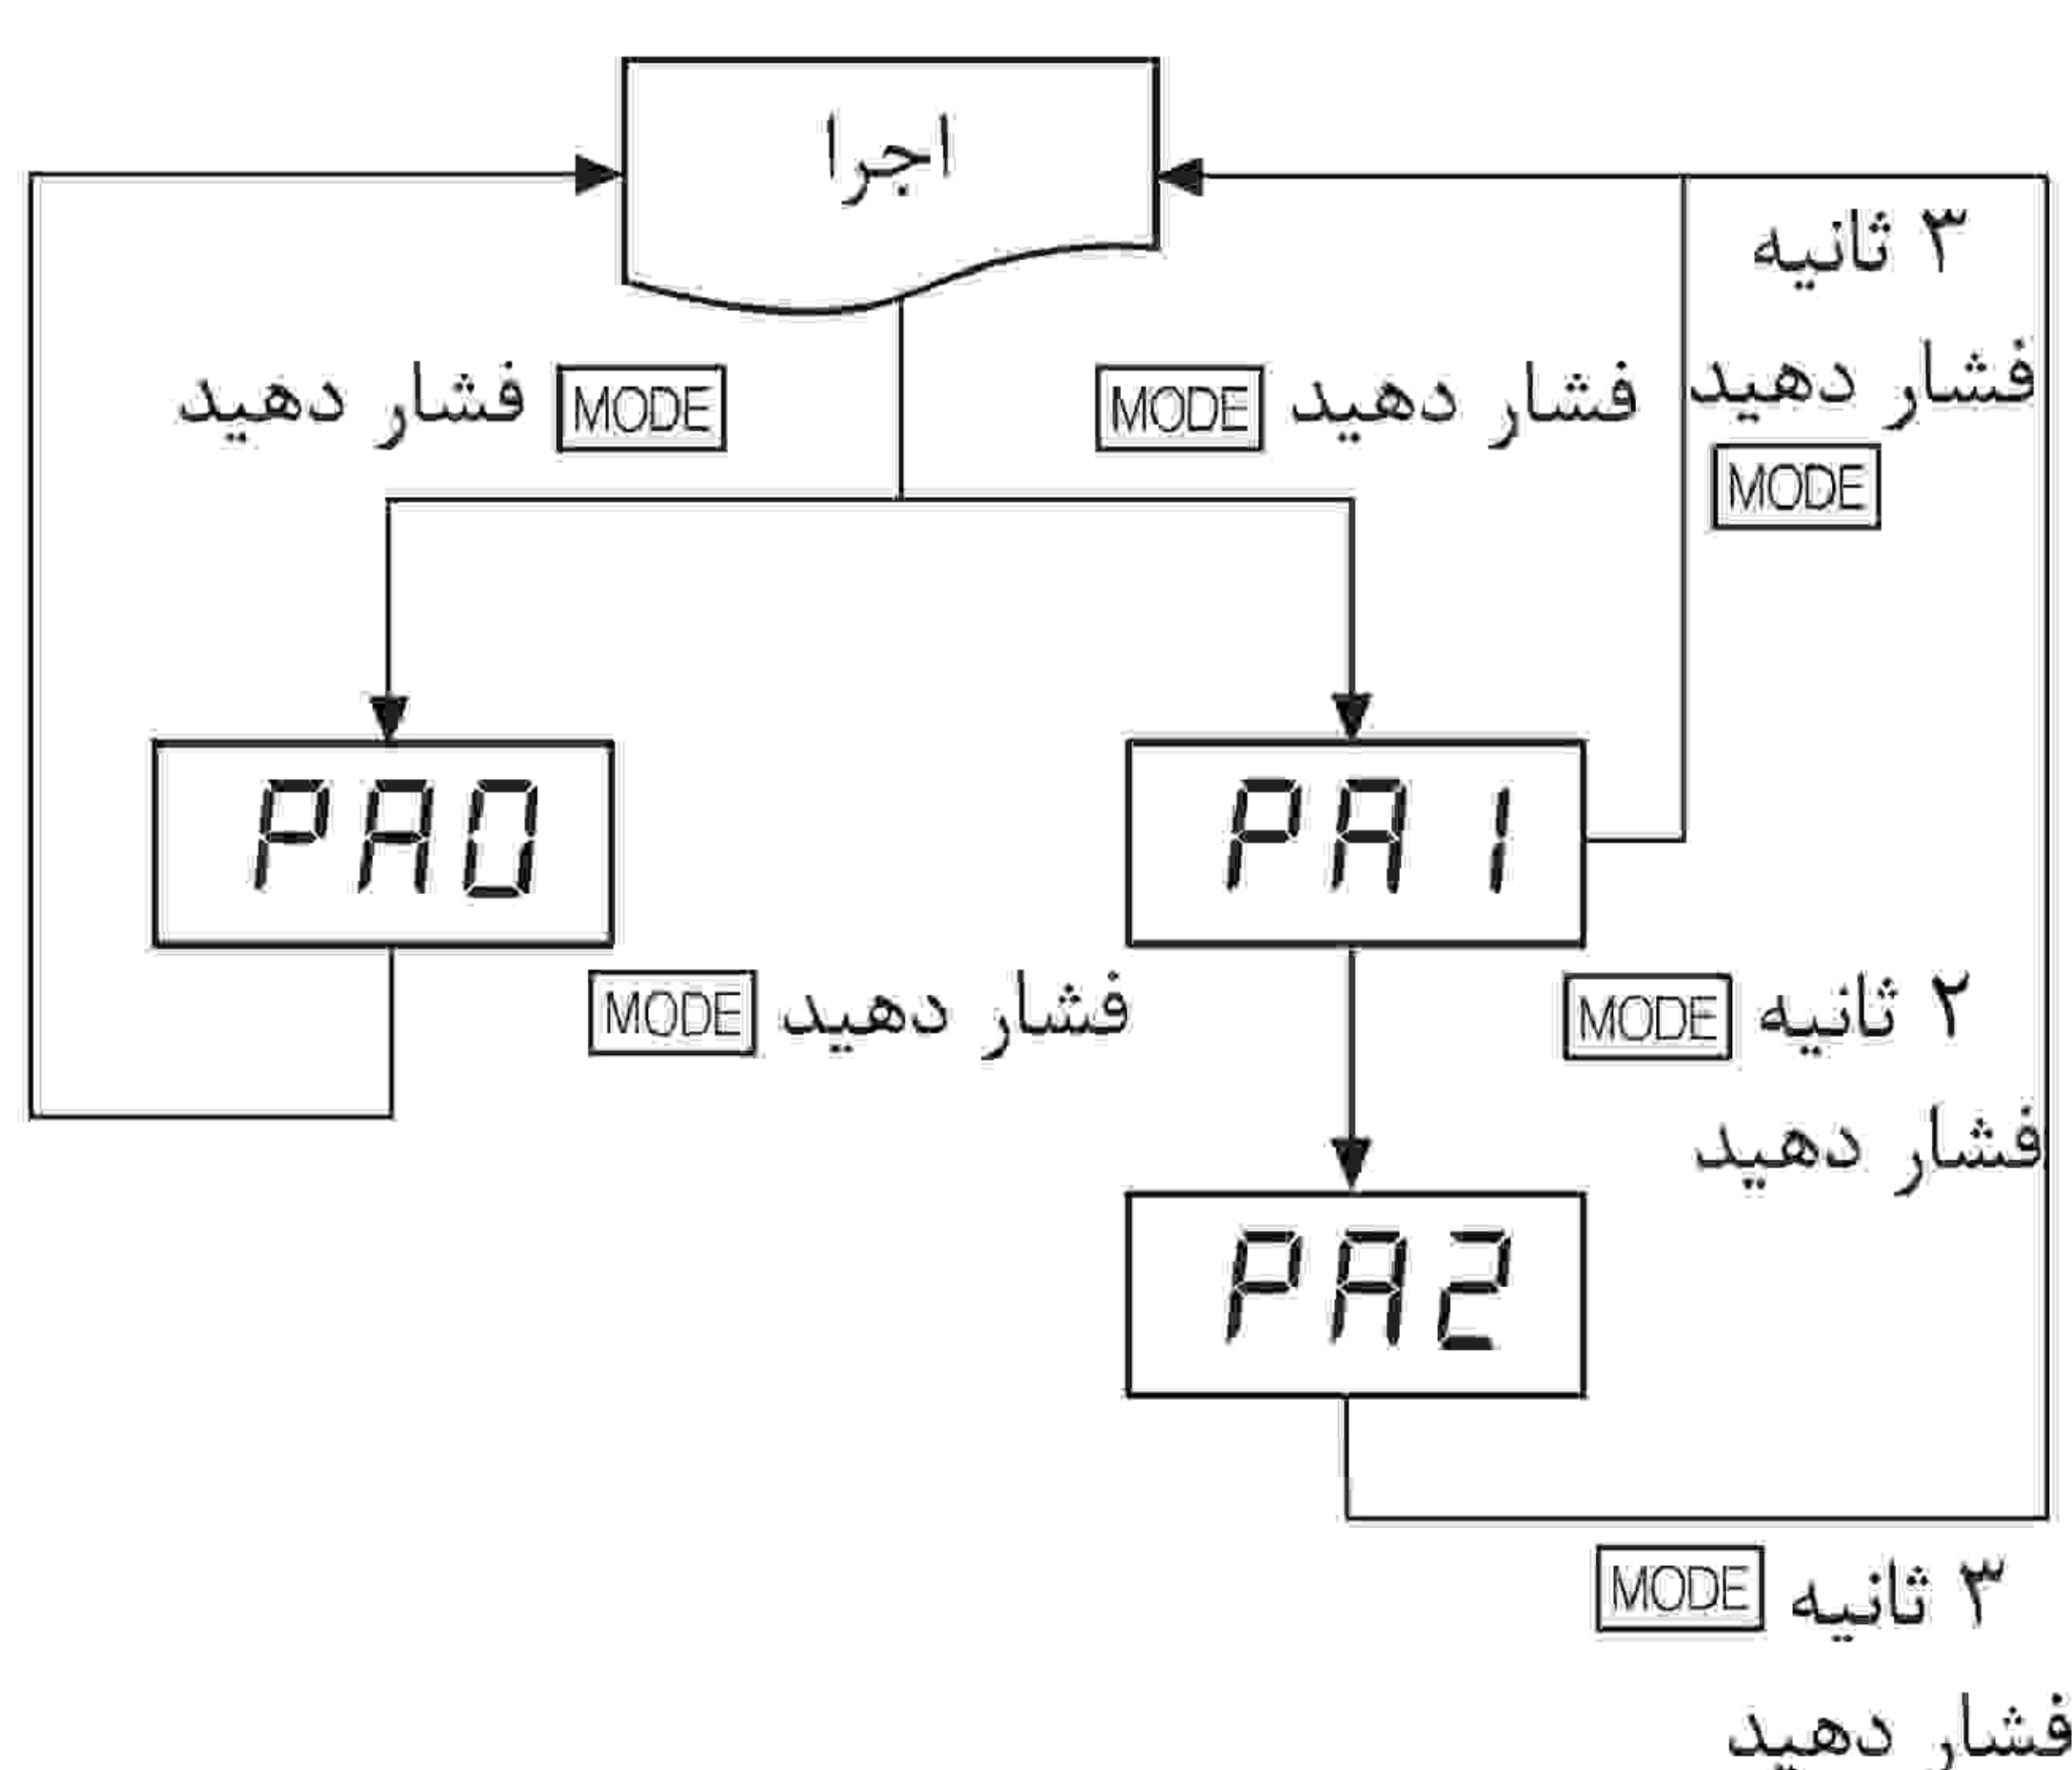 اجرا
۳ ثانیه
فشار دهید
MODE
MODE فشار دهید
فشار دهید MODE
PA0
PA1
MODE فشار دهید
MODE ۲ ثانیه
فشار دهید
PA2
MODE ۳ ثانیه
فشار دهید